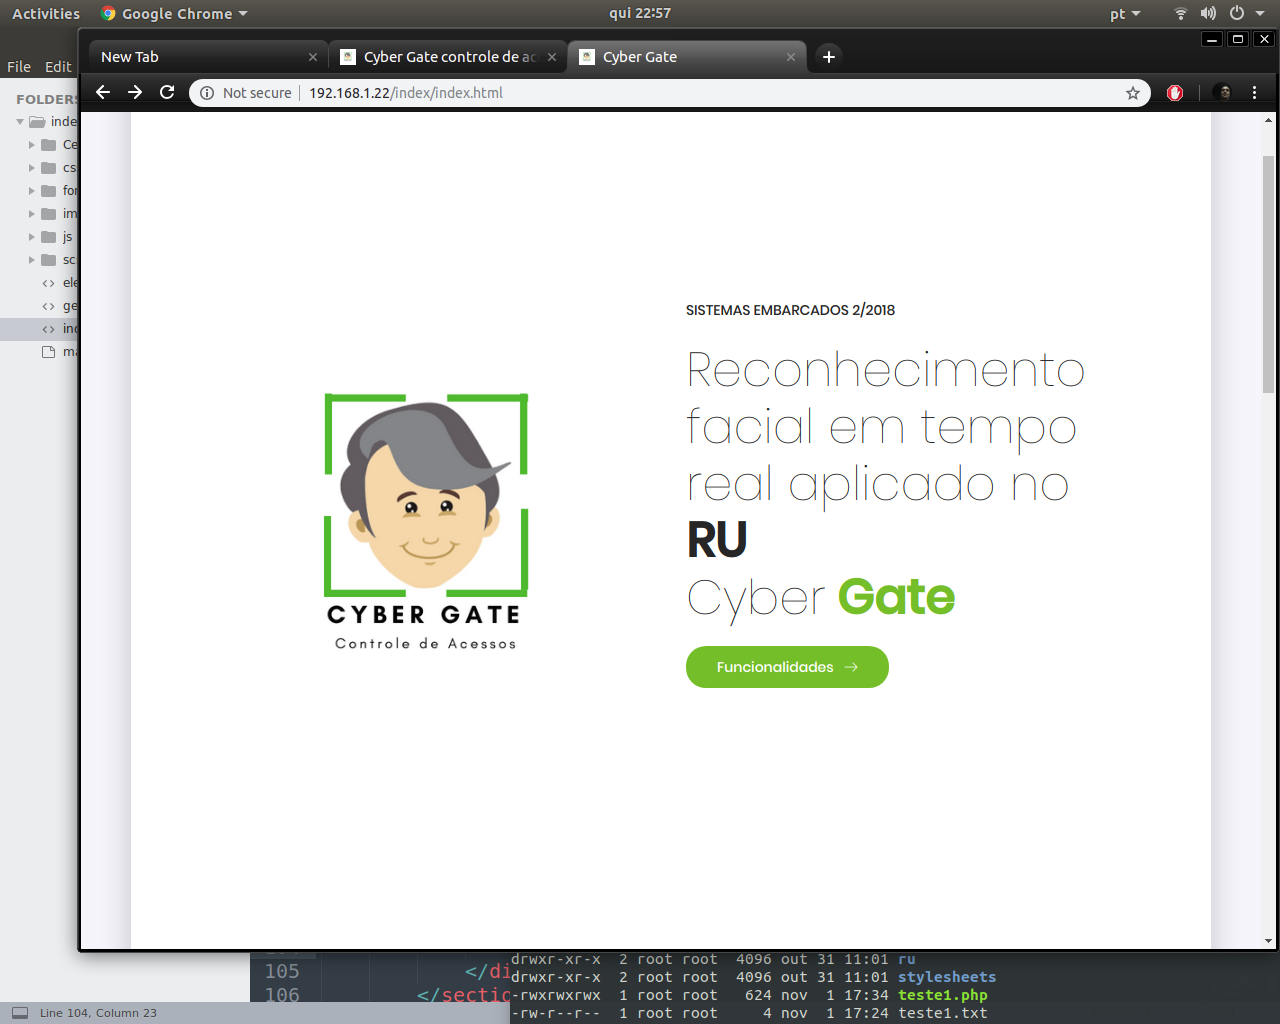 Activities Google Chrome qui 22:57 pt
File Edit
New Tab Cyber Gate controle de ac Cyber Gate
Not secure 192.168.1.22/index/index.html
FOLDERS
inde
Ce
css
for
im
js
sc
ele
ge
ind
ma
SISTEMAS EMBARCADOS 2/2018
Reconhecimento
facial em tempo
real aplicado no
RU
Cyber Gate
Funcionalidades →
CYBER GATE
Controle de Acessos
105 </di
106 </section
drwxr-xr-x 2 root root 4096 out 31 11:01 ru
drwxr-xr-x 2 root root 4096 out 31 11:01 stylesheets
-rwxrwxrwx 1 root root 624 nov 1 17:34 teste1.php
-rw-r--r-- 1 root root 4 nov 1 17:24 teste1.txt
Line 104, Column 23